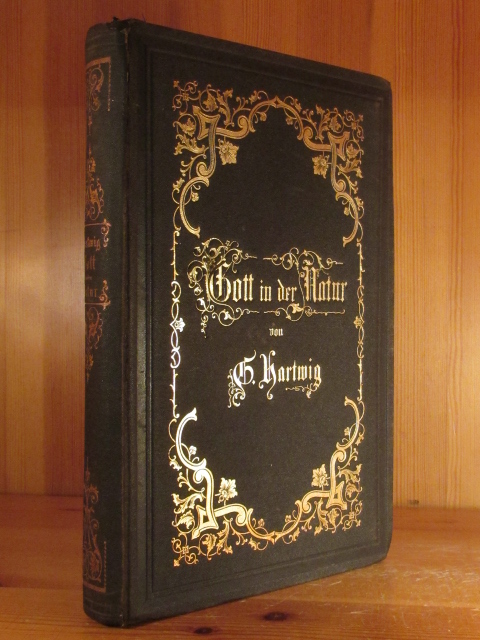 Gott in der Natur
von
G. Hartwig